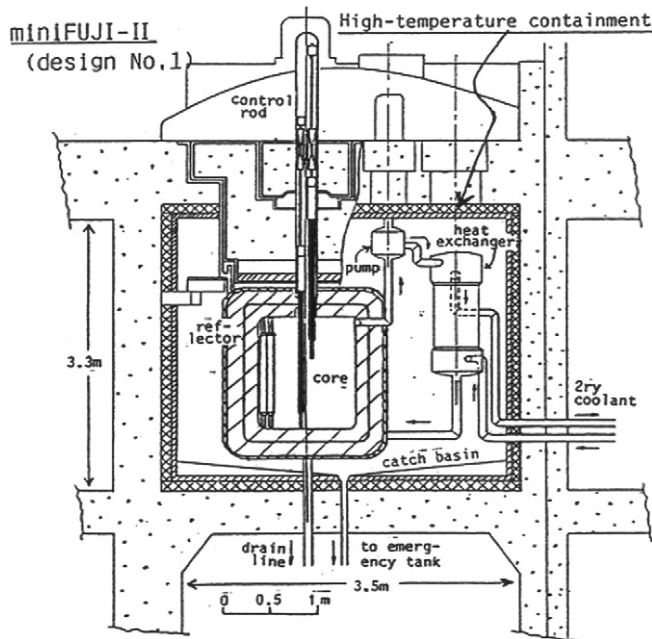 miniFUJI-II
(design No.1)
High-temperature containment
control
rod
heat
exchanger
pump
ref-
lector
core
3.3m
2ry
coolant
catch basin
drain
line
to emerg-
ency tank
3.5m
0 0.5 1 m